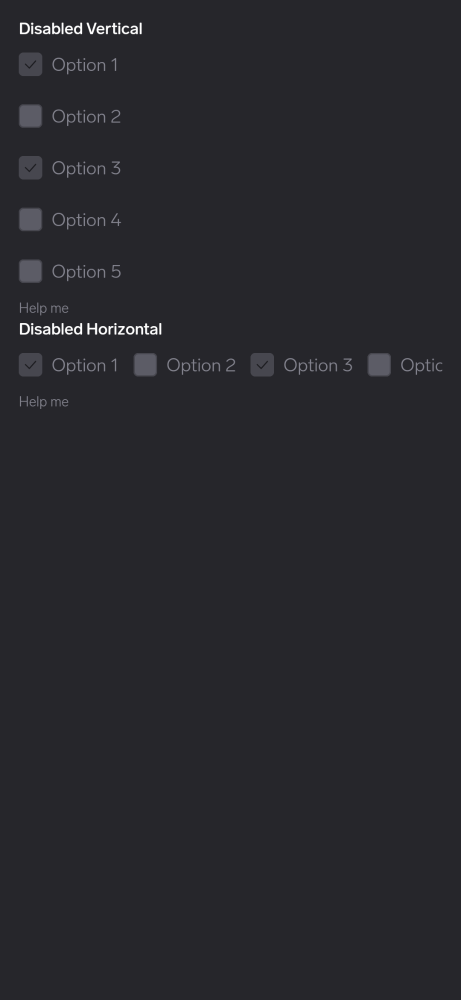 Disabled Vertical
Option 1
Option 2
Option 3
Option 4
Option 5
Help me
Disabled Horizontal
Option 1 Option 2 Option 3 Optic
Help me